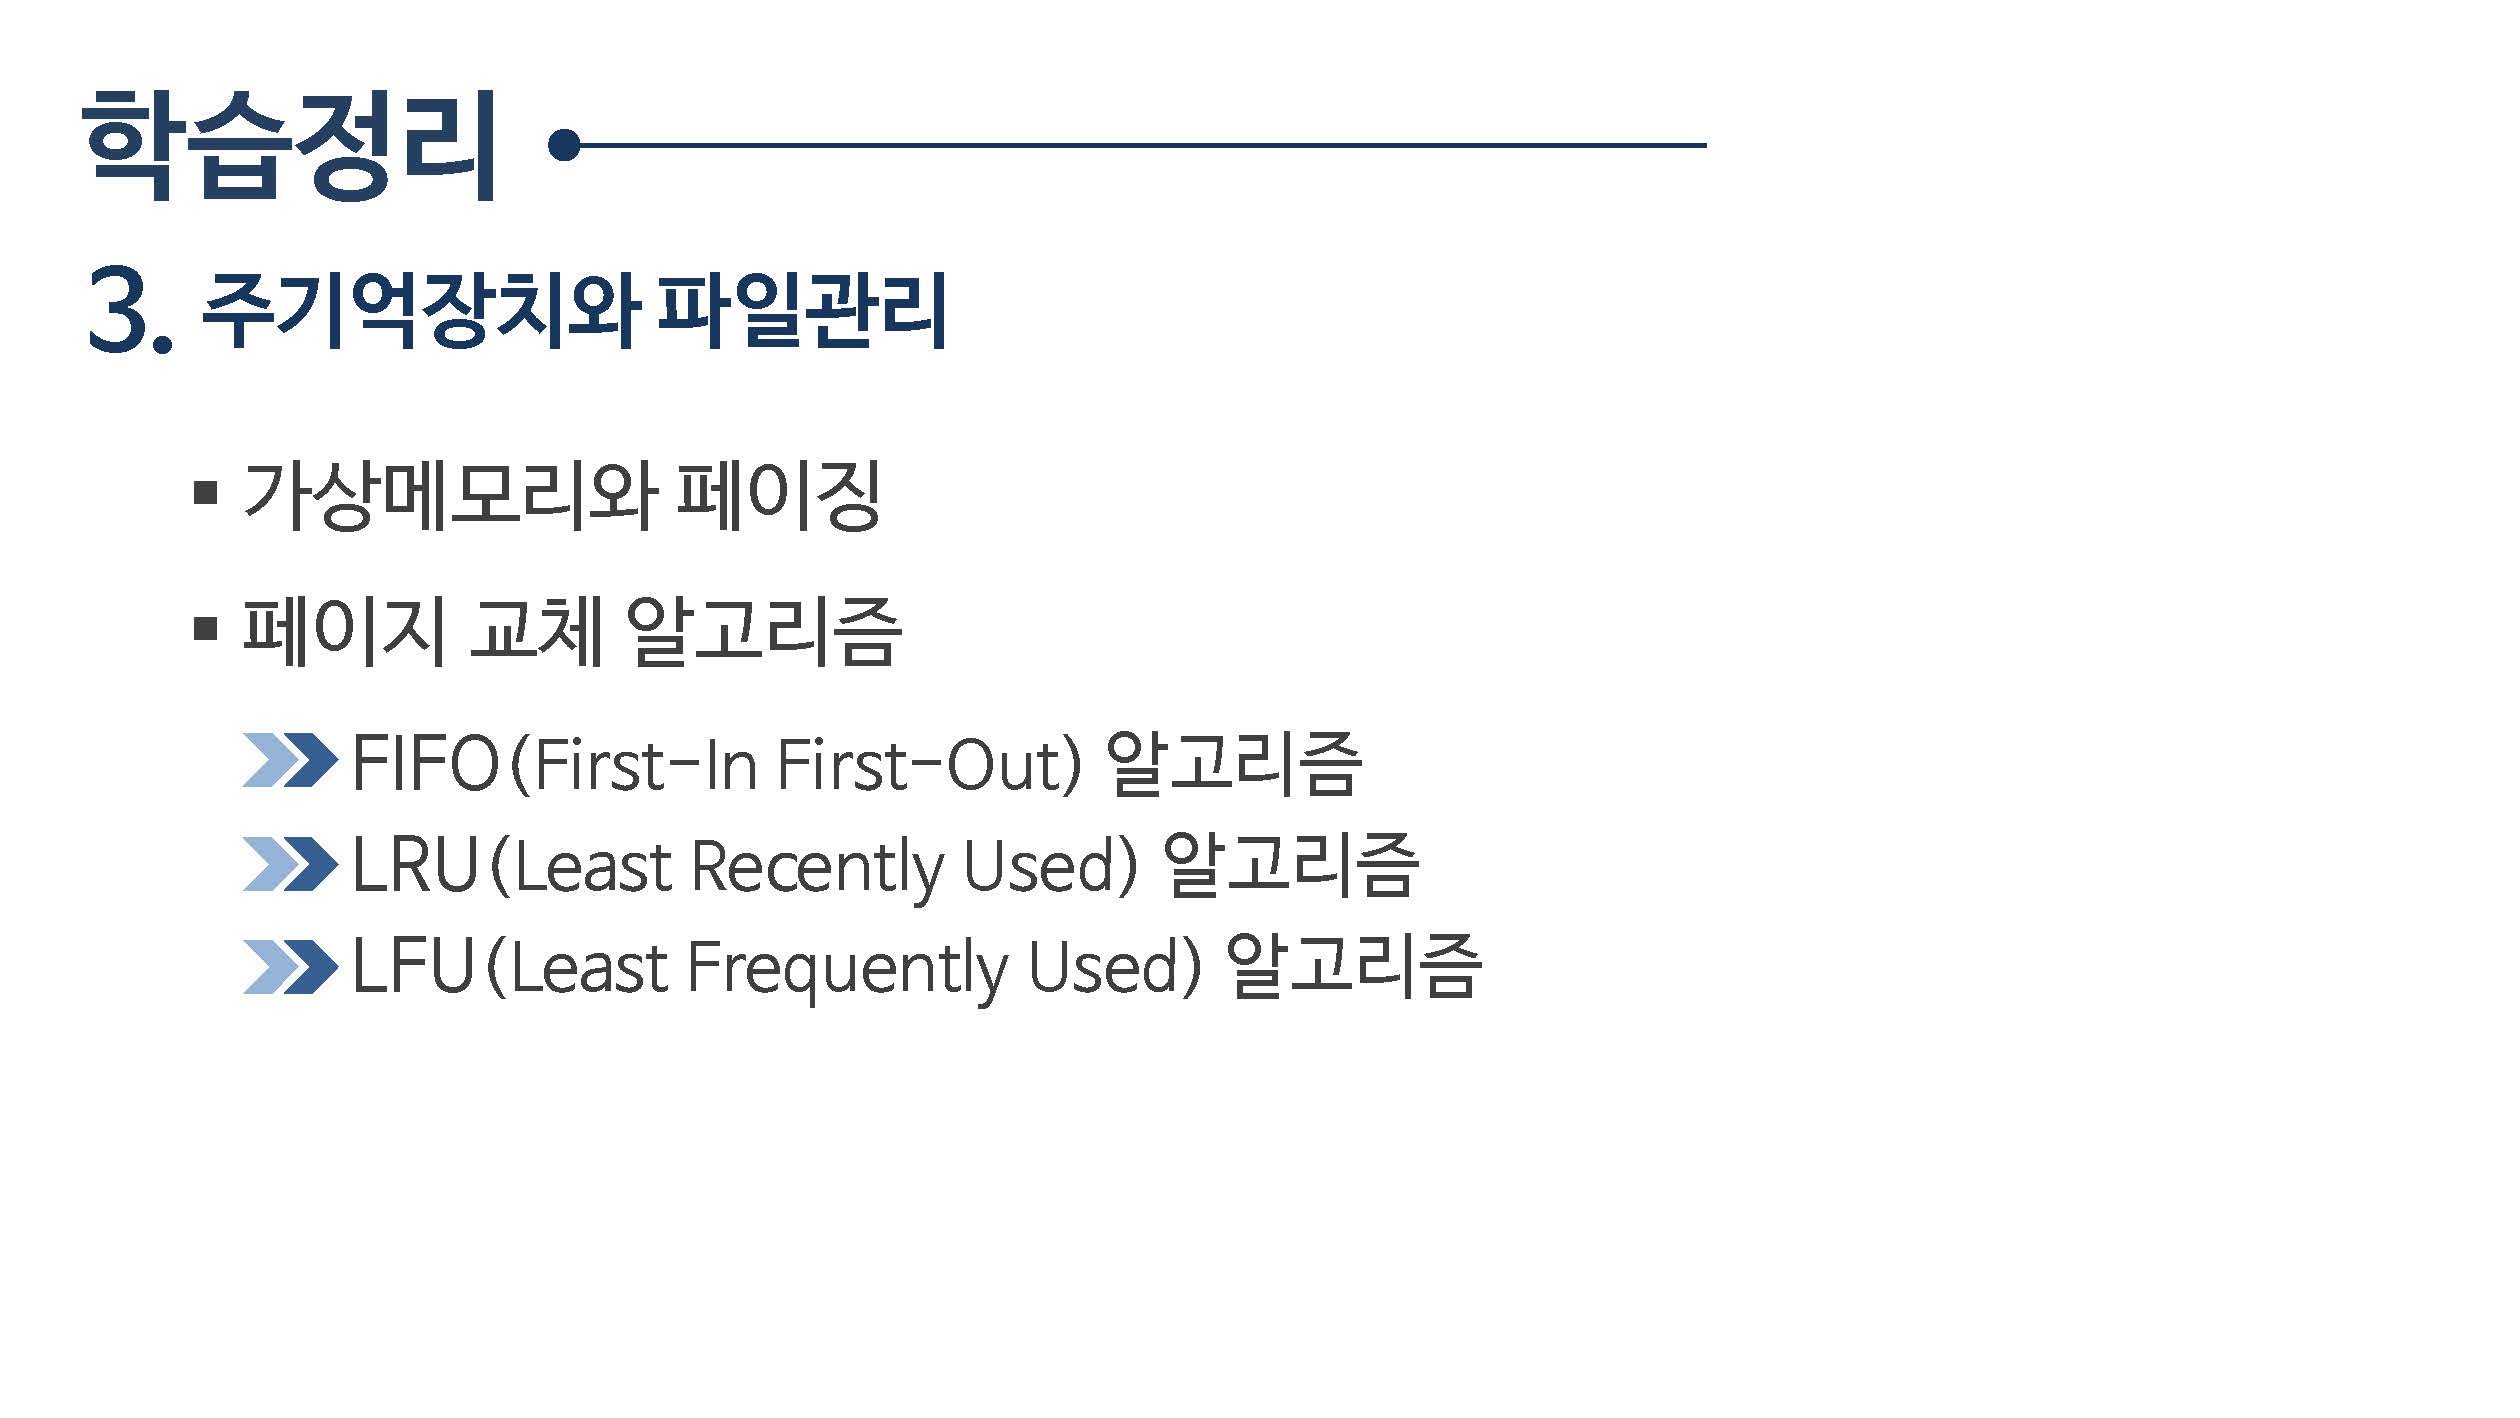 학습정리
3. 주기억장치와 파일관리
▪ 가상메모리와 페이징
▪ 페이지 교체 알고리즘
FIFO(First-In First-Out) 알고리즘
LRU(Least Recently Used) 알고리즘
LFU(Least Frequently Used) 알고리즘